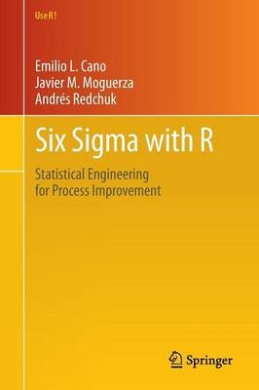 Use R!
Emilio L. Cano
Javier M. Moguerza
Andrés Redchuk
Six Sigma with R
Statistical Engineering
for Process Improvement
Springer